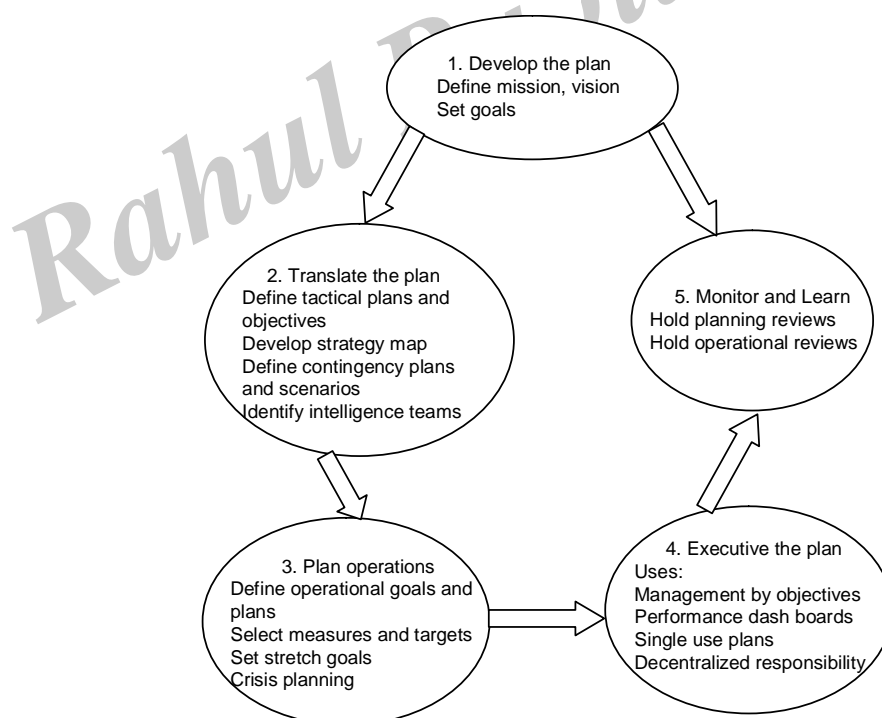 Rahul
1. Develop the plan
Define mission, vision
Set goals
2. Translate the plan
Define tactical plans and
objectives
Develop strategy map
Define contingency plans
and scenarios
Identify intelligence teams
5. Monitor and Learn
Hold planning reviews
Hold operational reviews
3. Plan operations
Define operational goals and
plans
Select measures and targets
Set stretch goals
Crisis planning
4. Executive the plan
Uses:
Management by objectives
Performance dash boards
Single use plans
Decentralized responsibility